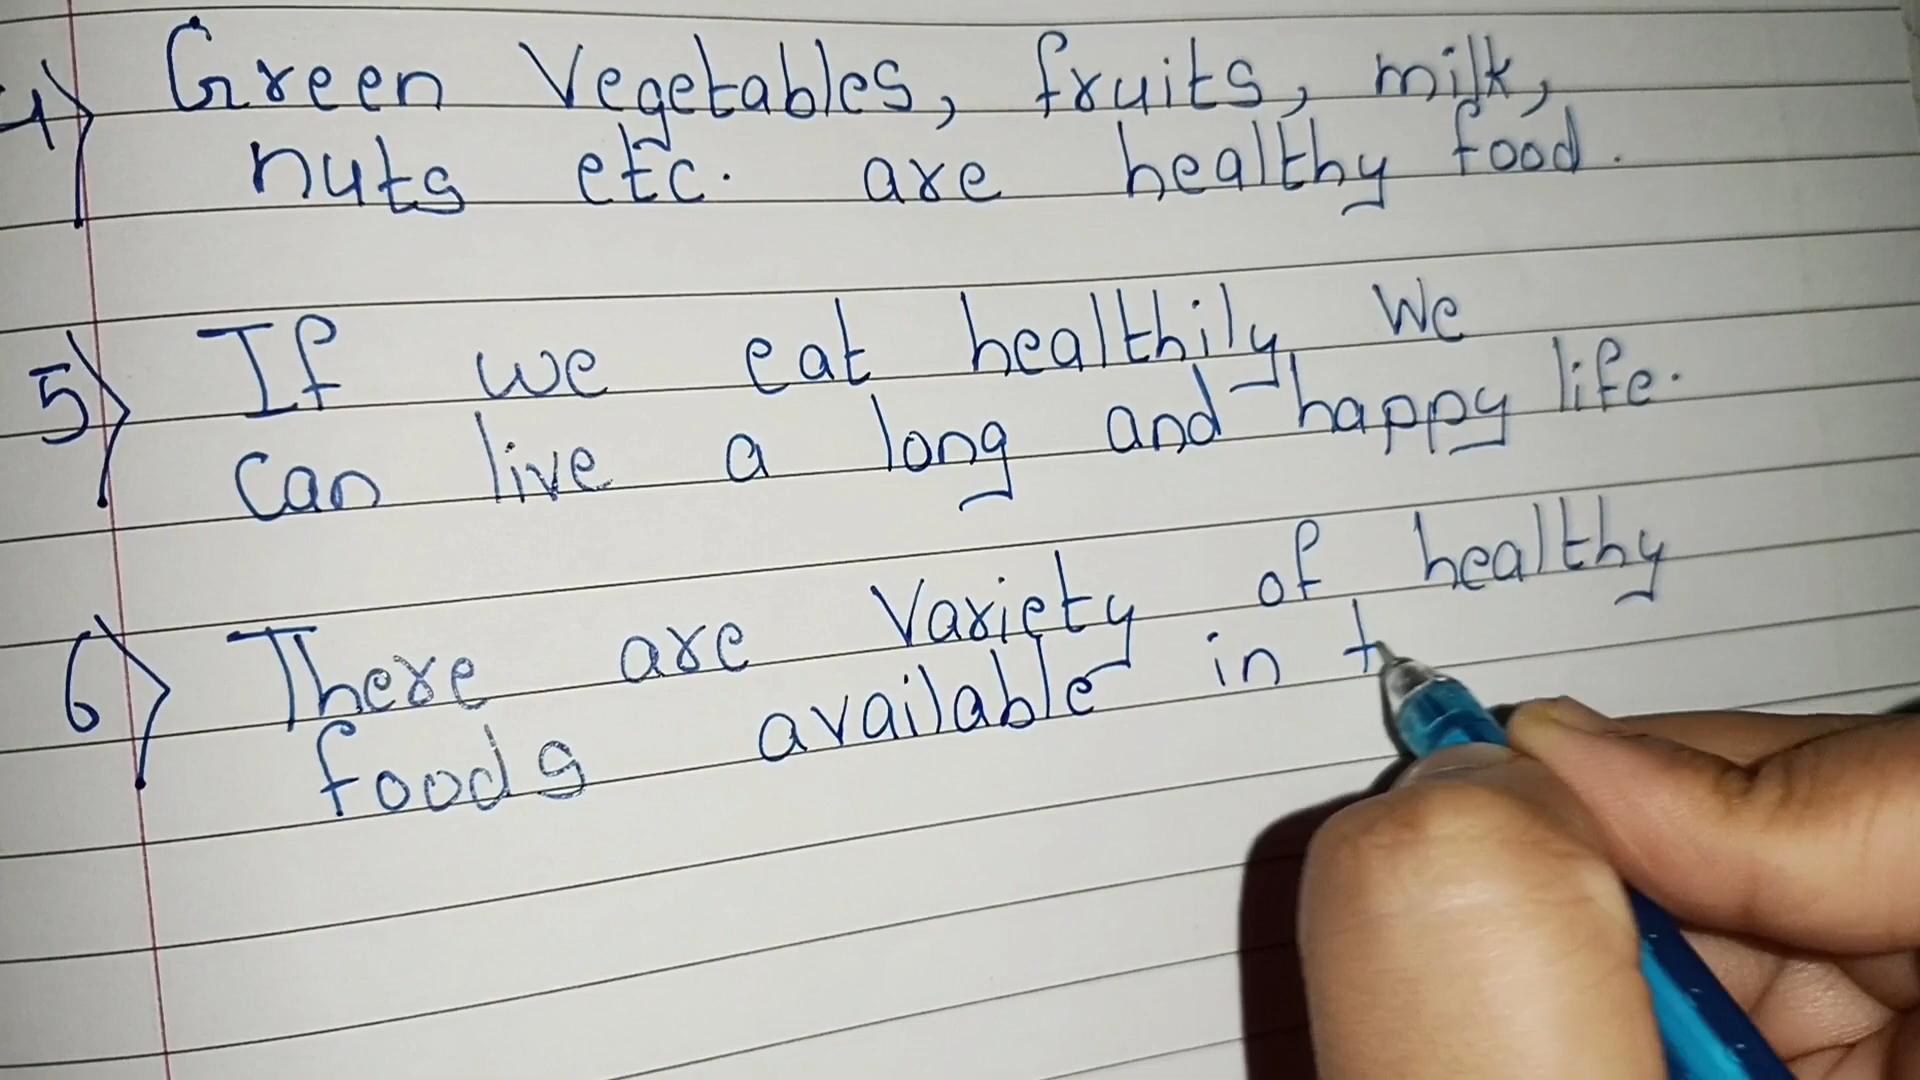 4) Green Vegetables, fruits, milk,
nuts etc. are healthy food.
5) If we eat healthily we
can live a long and happy life.
6) There are Variety of healthy
foods available in t